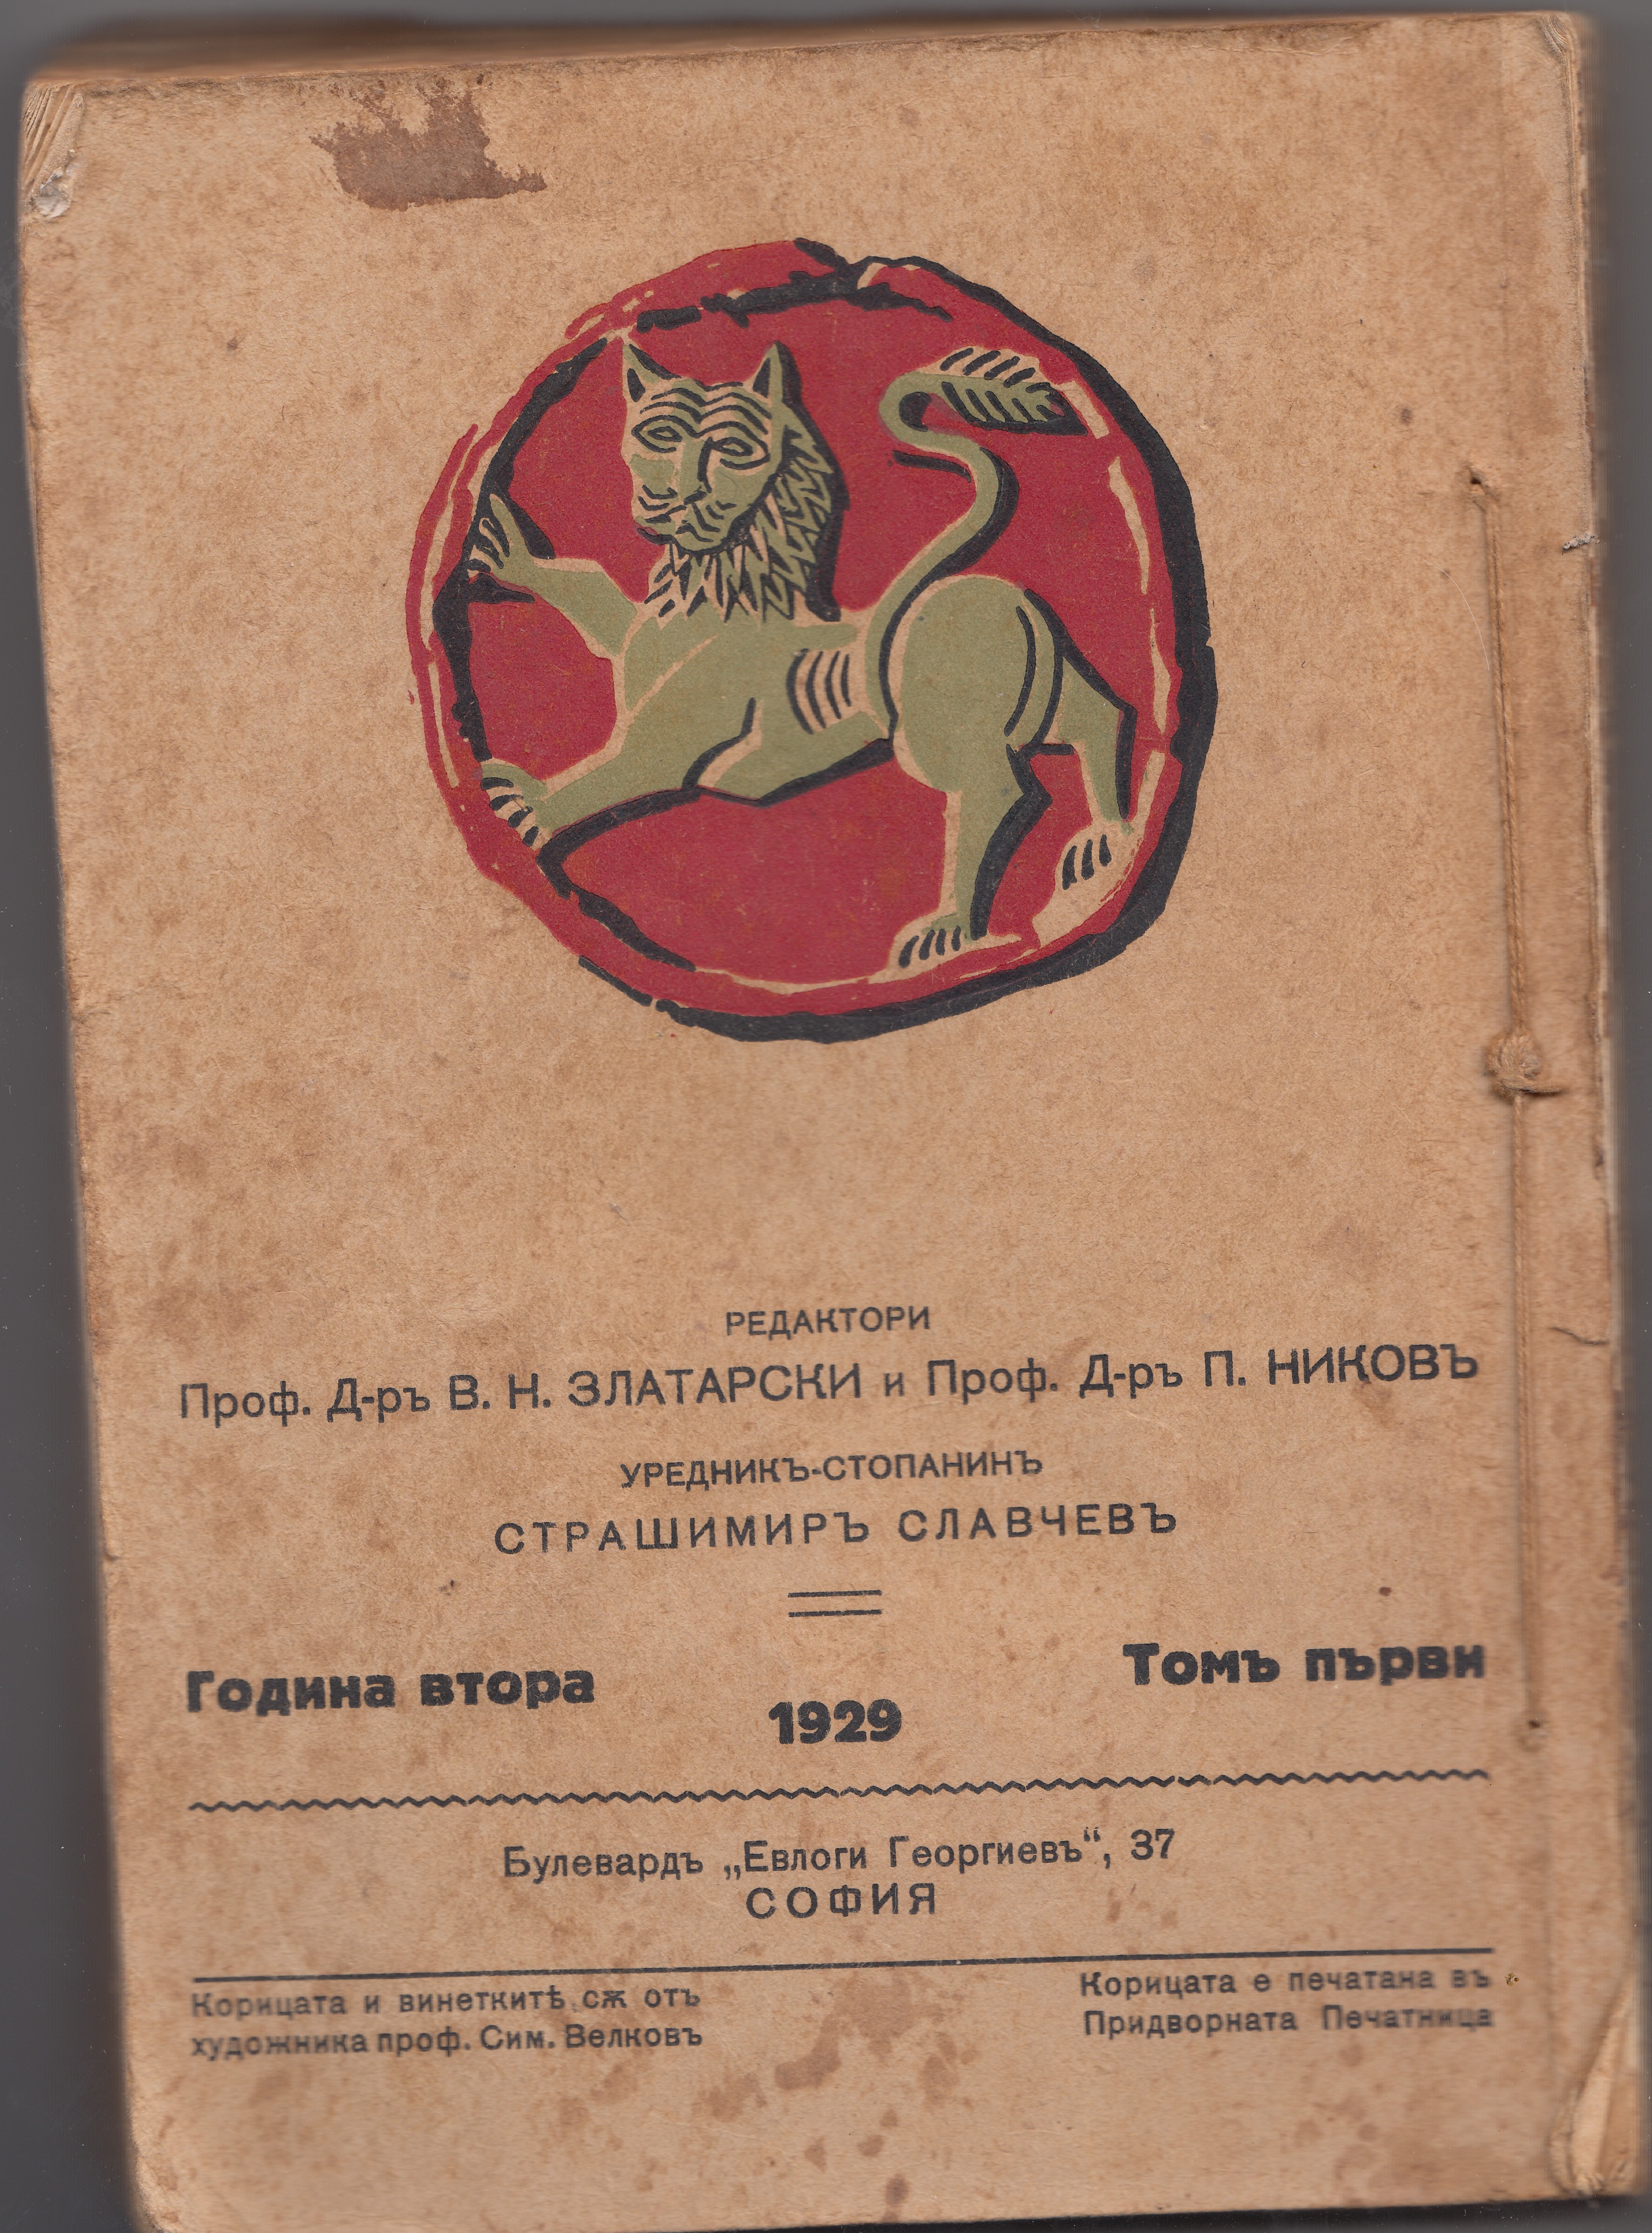 РЕДАКТОРИ
Проф. Д-ръ В. Н. ЗЛАТАРСКИ и Проф. Д-ръ П. НИКОВЪ
УРЕДНИКЪ-СТОПАНИНЪ
СТРАШИМИРЪ СЛАВЧЕВЪ
Година втора
Томъ първи
1929
Булевардъ „Евлоги Георгиевъ“, 37
СОФИЯ
Корицата и винеткитѣ сѫ отъ
художника проф. Сим. Велковъ
Корицата е печатана въ
Придворната Печатница